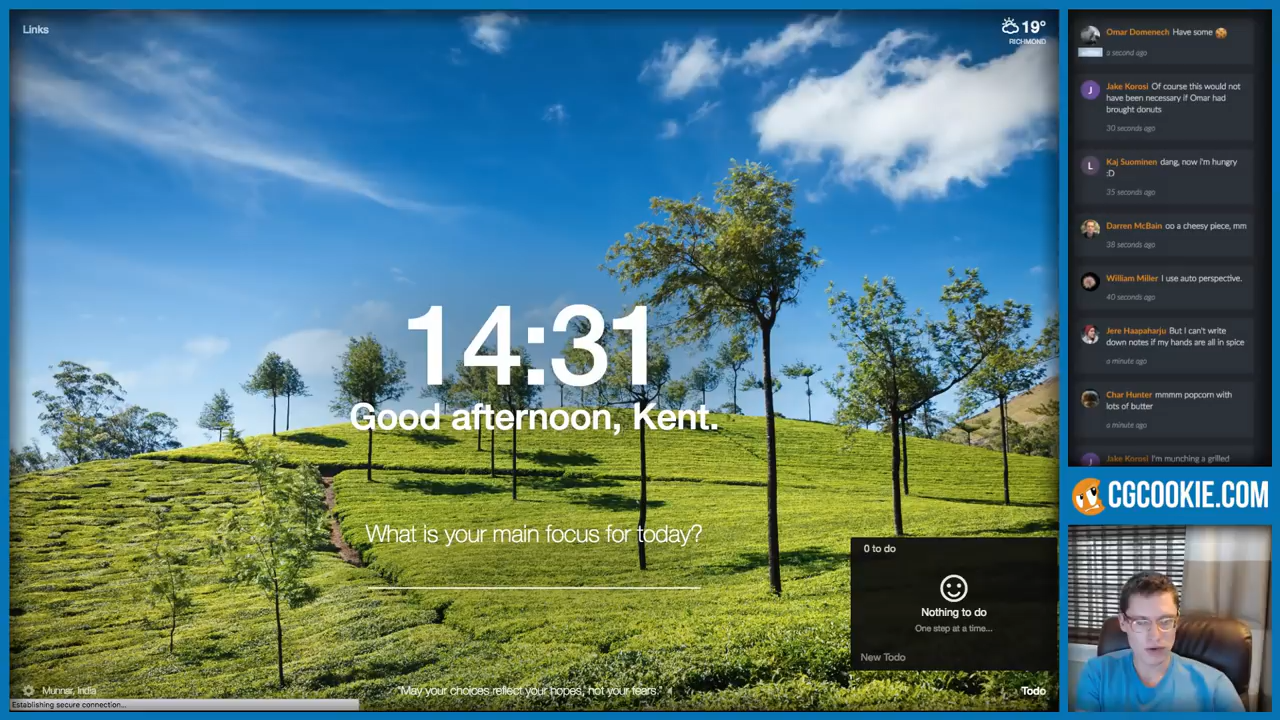 Links
19°
RICHMOND
14:31
Good afternoon, Kent.
What is your main focus for today?
0 to do
Nothing to do
One step at a time...
New Todo
Munnar, India
"May your choices reflect your hopes, not your fears."
Todo
Establishing secure connection...
Omar Domenech Have some
a second ago
J
Jake Korosi Of course this would not
have been necessary if Omar had
brought donuts
30 seconds ago
L
Kaj Suominen dang, now i'm hungry
:D
35 seconds ago
Darren McBain oo a cheesy piece, mm
38 seconds ago
William Miller I use auto perspective.
40 seconds ago
Jere Haapaharju But I can't write
down notes if my hands are all in spice
a minute ago
Char Hunter mmmm popcorn with
lots of butter
a minute ago
J
Jake Korosi I'm munching a grilled
CGCOOKIE.COM